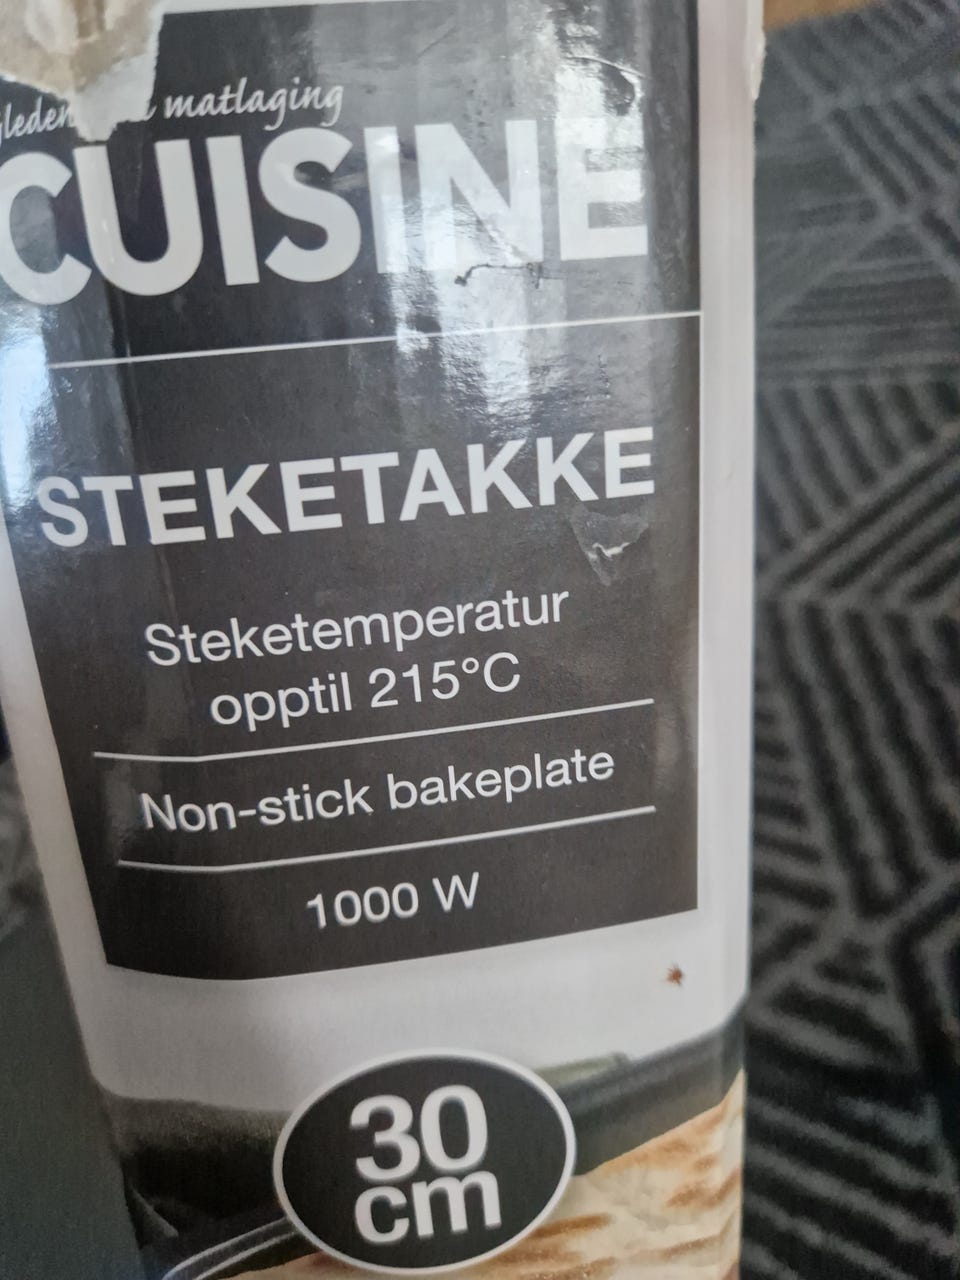 matlaging
CUISINE
STEKETAKKE
Steketemperatur
opptil 215°C
Non-stick bakeplate
1000 W
30
cm